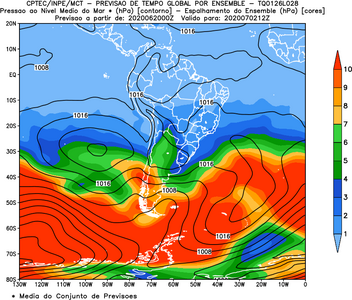 CPTEC/INPE/MCT - PREVISAO DE TEMPO GLOBAL POR ENSEMBLE - TQ0126L028
Pressao ao Nivel Medio do Mar * (hPa) [contorno] - Espalhamento do Ensemble (hPa) [cores]
Previsao a partir de: 2020062000Z Valido para: 2020070212Z
20N
10N
EQ
10S
20S
30S
40S
50S
60S
70S
80S
1016
1008
1016
1016
1016
1016
1008
1016
1008
10
9
8
7
6
5
4
3
2
1
130W 120W 110W 100W 90W 80W 70W 60W 50W 40W 30W 20W 10W 0
* Media do Conjunto de Previsoes